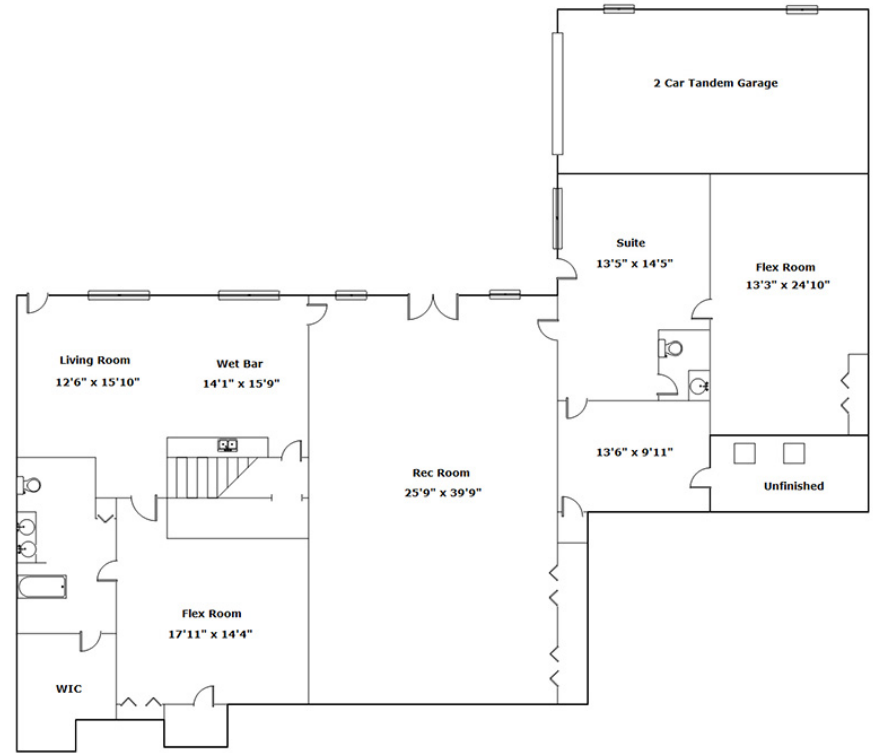 2 Car Tandem Garage
Suite
13'5" x 14'5"
Flex Room
13'3" x 24'10"
Living Room
12'6" x 15'10"
Wet Bar
14'1" x 15'9"
13'6" x 9'11"
Rec Room
25'9" x 39'9"
Unfinished
Flex Room
17'11" x 14'4"
WIC